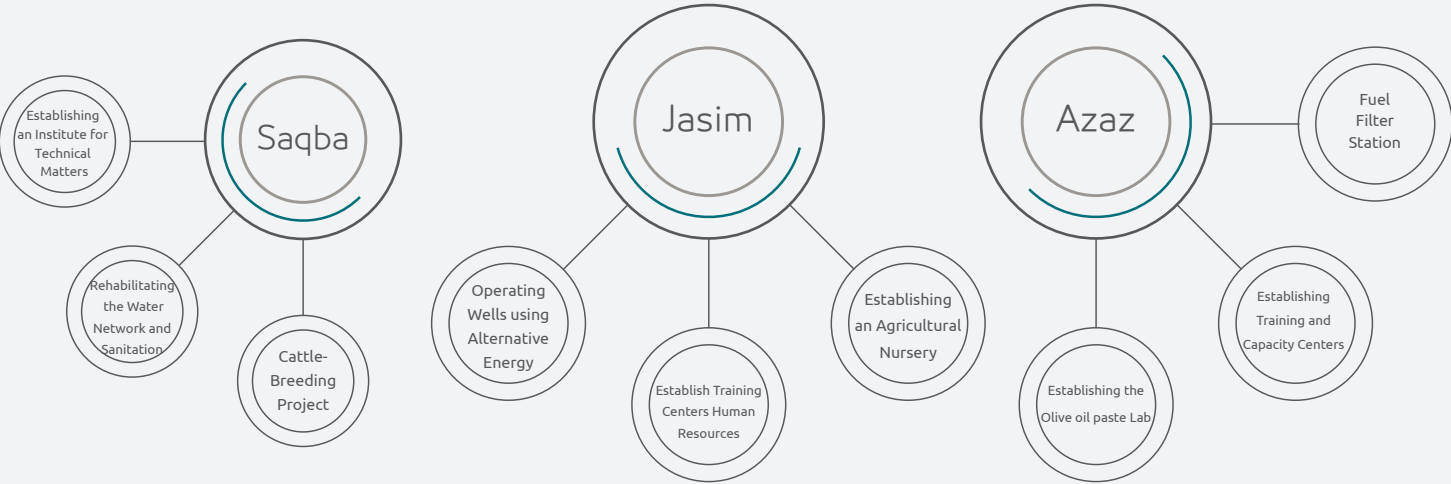 Saqba
Establishing
an Institute for
Technical
Matters
Rehabilitating
the Water
Network and
Sanitation
Cattle-
Breeding
Project
Jasim
Operating
Wells using
Alternative
Energy
Establish Training
Centers Human
Resources
Establishing
an Agricultural
Nursery
Azaz
Fuel
Filter
Station
Establishing
Training and
Capacity Centers
Establishing the
Olive oil paste Lab